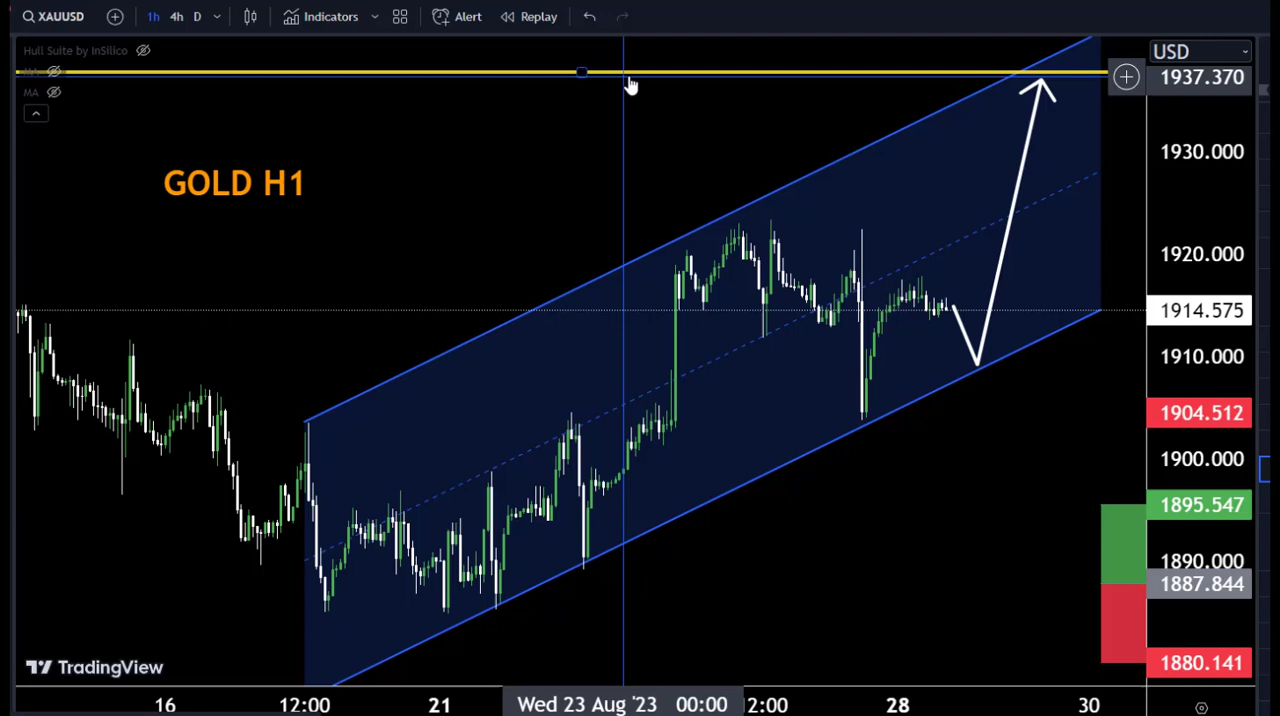 XAUUSD 1h 4h D Indicators Alert Replay
Hull Suite by InSilico
MA
MA
USD
1937.370
1930.000
GOLD H1
1920.000
1914.575
1910.000
1904.512
1900.000
1895.547
1890.000
1887.844
1880.141
TradingView
16 12:00 21 Wed 23 Aug '23 00:00 2:00 28 30